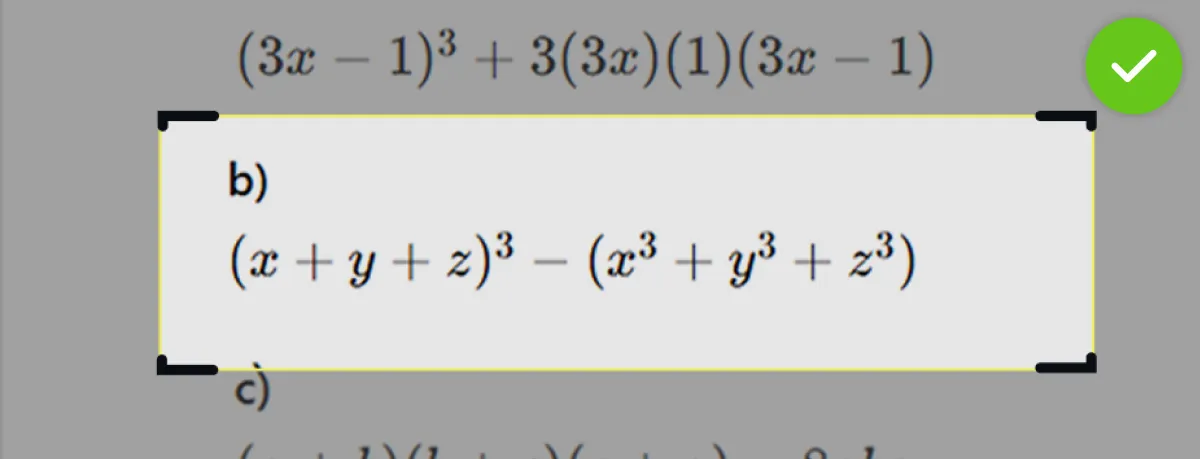 (3x − 1)³ + 3(3x)(1)(3x − 1)
b)
(x + y + z)³ − (x³ + y³ + z³)
c)